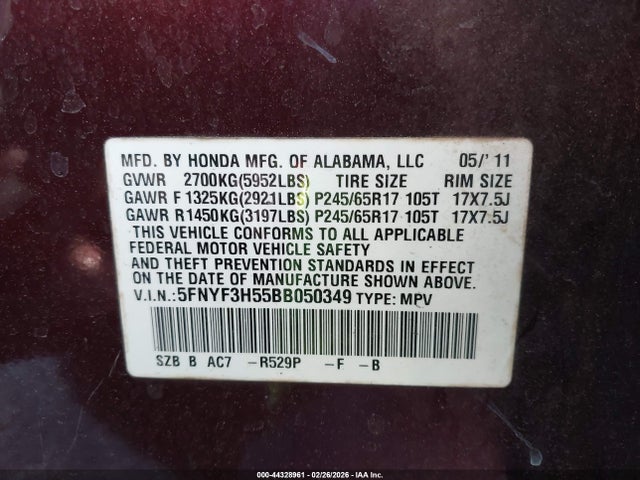 MFD. BY HONDA MFG. OF ALABAMA, LLC 05/'11
GVWR 2700KG(5952LBS) TIRE SIZE RIM SIZE
GAWR F 1325KG(2921LBS) P245/65R17 105T 17X7.5J
GAWR R1450KG(3197LBS) P245/65R17 105T 17X7.5J
THIS VEHICLE CONFORMS TO ALL APPLICABLE
FEDERAL MOTOR VEHICLE SAFETY
AND THEFT PREVENTION STANDARDS IN EFFECT
ON THE DATE OF MANUFACTURE SHOWN ABOVE.
V.I.N.:5FNYF3H55BB050349 TYPE: MPV
SZB B AC7 -R529P -F -B
000-44328961 - 02/26/2026 - IAA Inc.